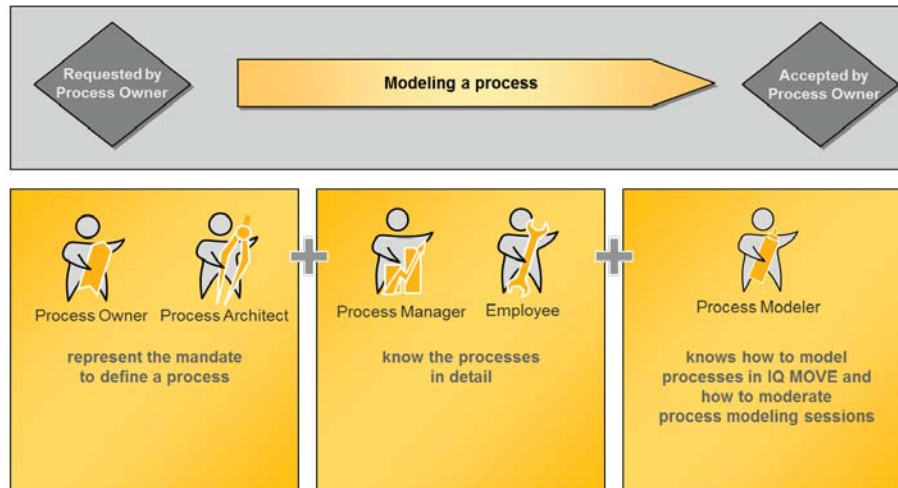 Requested by
Process Owner
Modeling a process
Accepted by
Process Owner
Process Owner
Process Architect
represent the mandate
to define a process
Process Manager
Employee
know the processes
in detail
Process Modeler
knows how to model
processes in IQ MOVE and
how to moderate
process modeling sessions